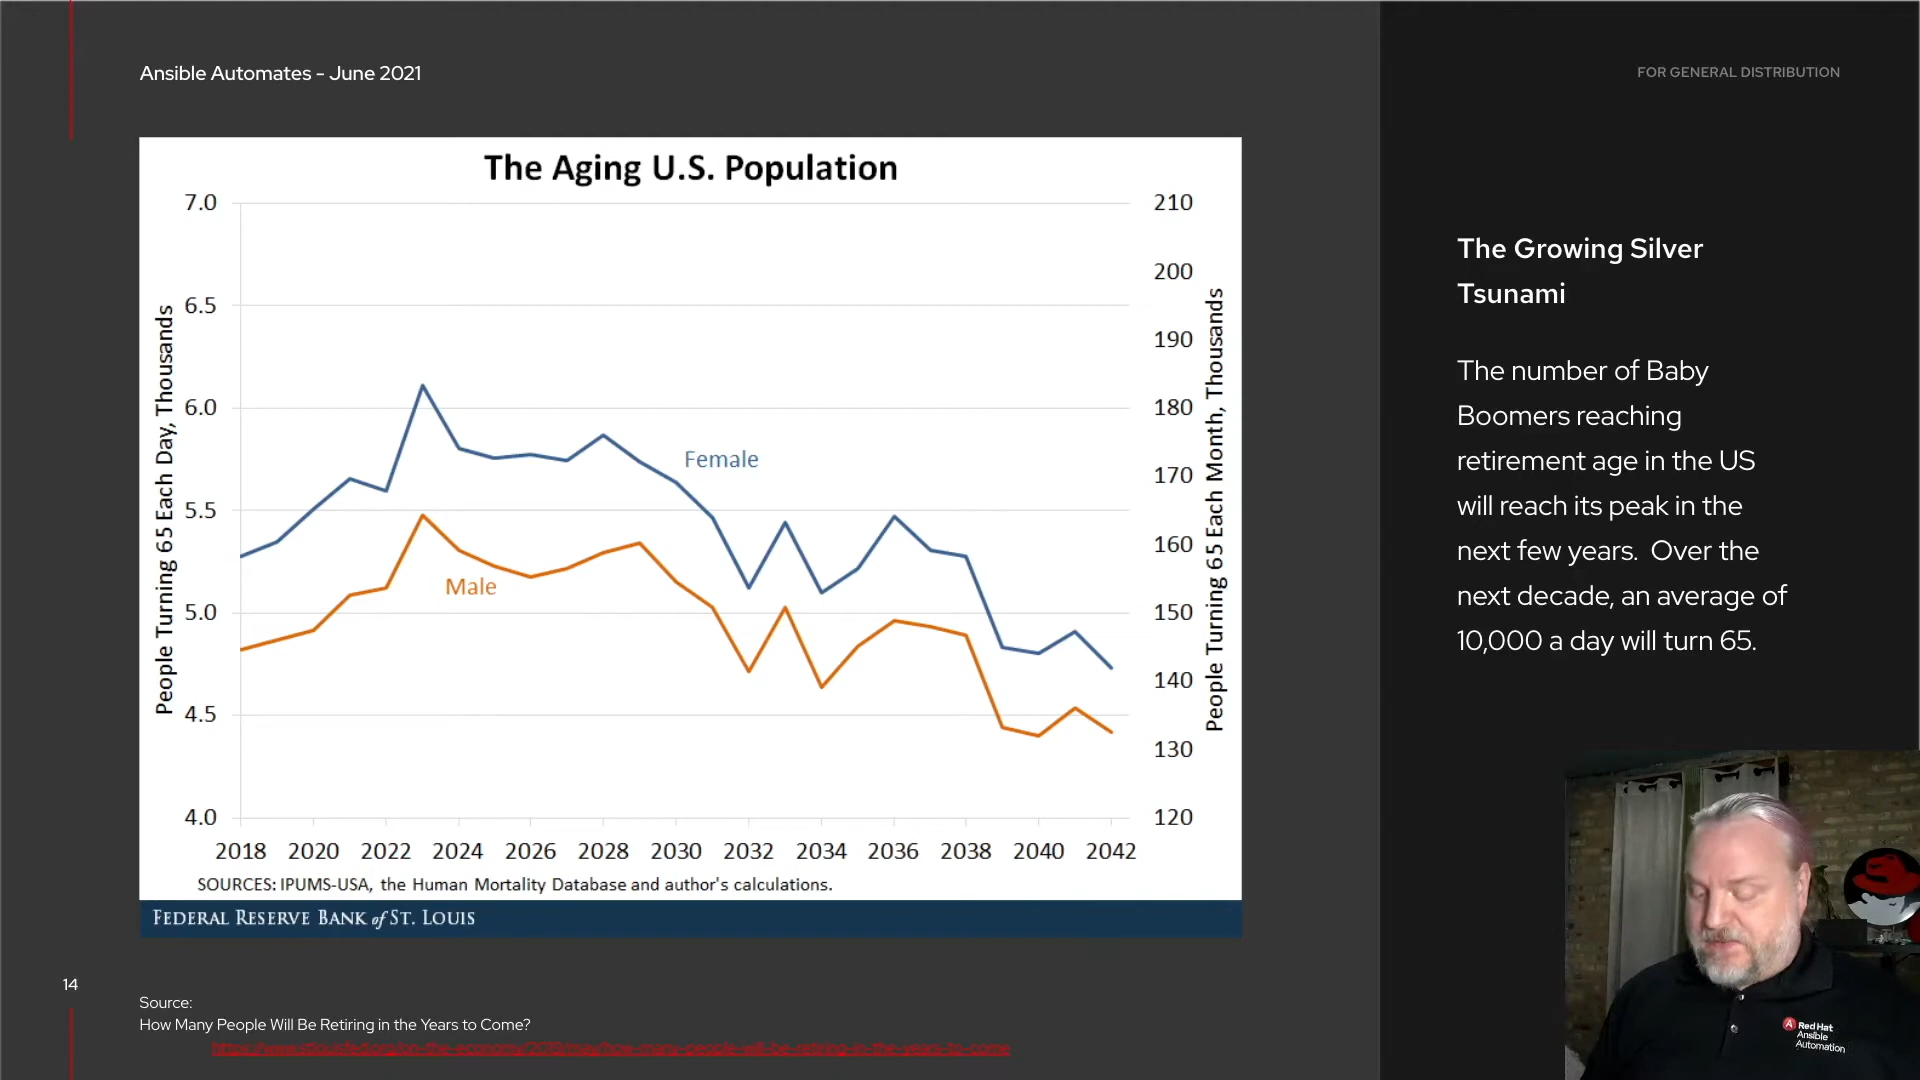 Ansible Automates - June 2021
FOR GENERAL DISTRIBUTION
The Aging U.S. Population
7.0
6.5
6.0
5.5
5.0
4.5
4.0
People Turning 65 Each Day, Thousands
210
200
190
180
170
160
150
140
130
120
People Turning 65 Each Month, Thousands
Female
Male
2018 2020 2022 2024 2026 2028 2030 2032 2034 2036 2038 2040 2042
SOURCES: IPUMS-USA, the Human Mortality Database and author's calculations.
FEDERAL RESERVE BANK of ST. LOUIS
The Growing Silver
Tsunami
The number of Baby
Boomers reaching
retirement age in the US
will reach its peak in the
next few years. Over the
next decade, an average of
10,000 a day will turn 65.
14
Source:
How Many People Will Be Retiring in the Years to Come?
https://www.stlouisfed.org/on-the-economy/2019/may/how-many-people-will-be-retiring-in-the-years-to-come
A Red Hat
Ansible
Automation